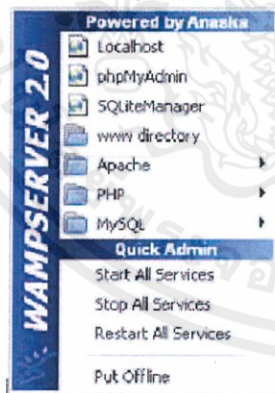 Powered by Anaska
Localhost
phpMyAdmin
SQLiteManager
www directory
Apache
PHP
MySQL
Quick Admin
Start All Services
Stop All Services
Restart All Services
Put Offline
WAMPSERVER 2.0